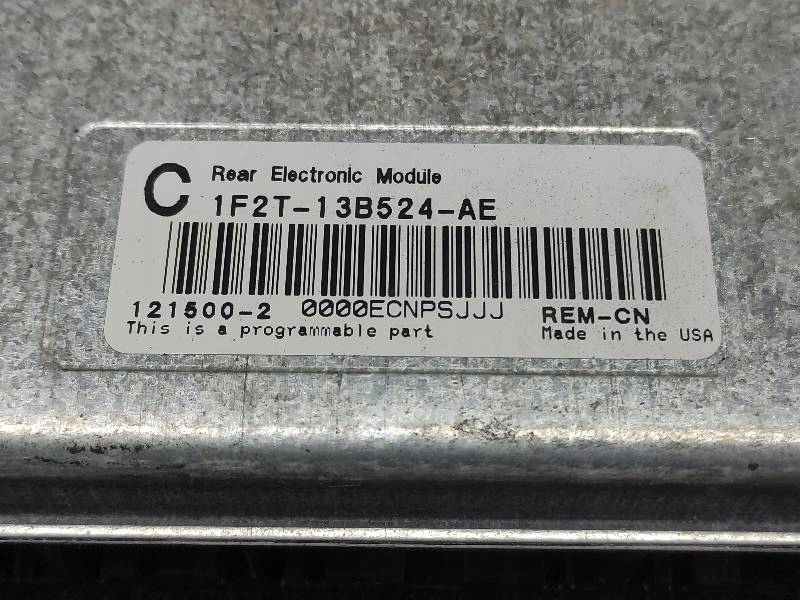 C Rear Electronic Module
1F2T-13B524-AE
121500-2 0000ECNPSJJJ REM-CN
This is a programmable part Made in the USA